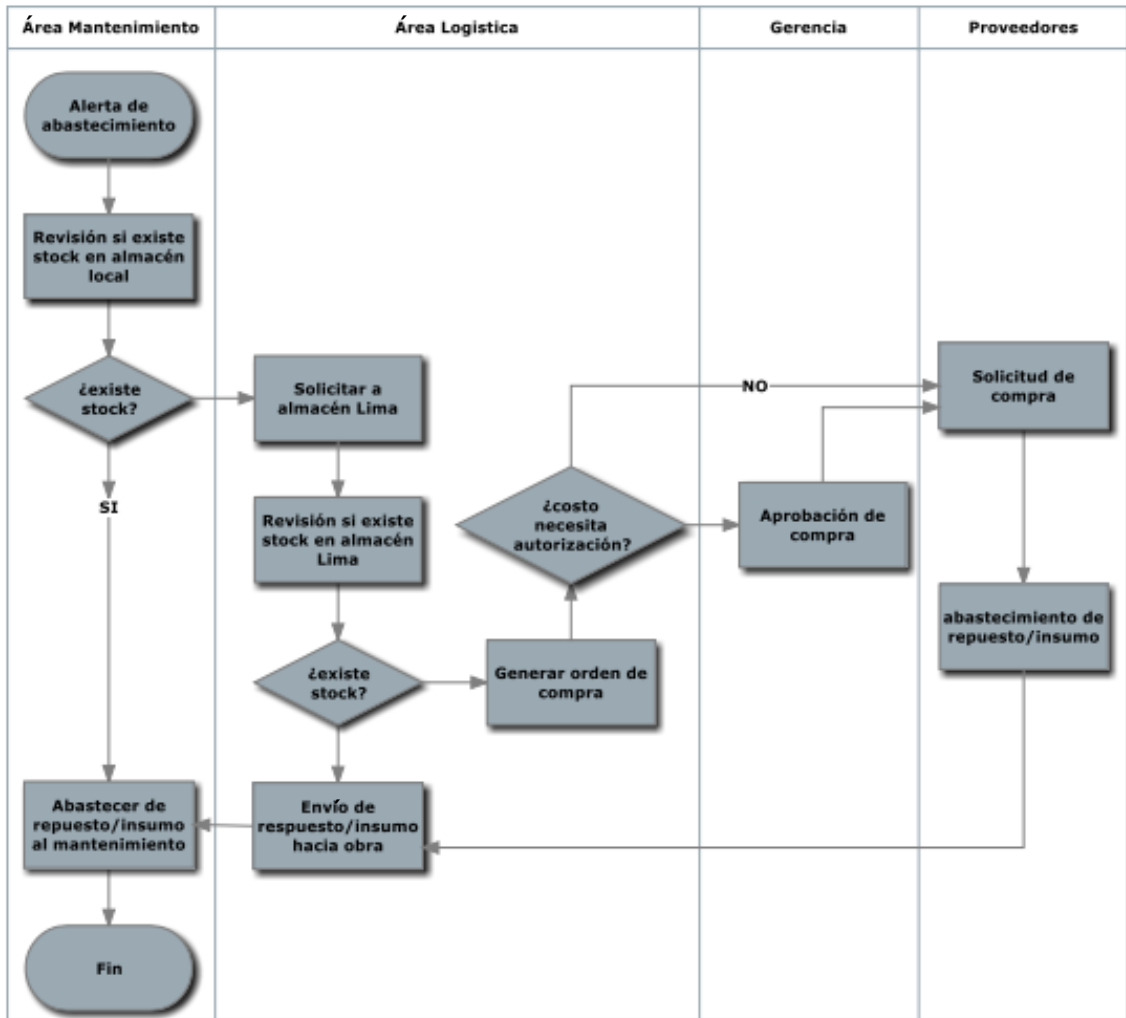 Área Mantenimiento
Área Logistica
Gerencia
Proveedores
Alerta de
abastecimiento
Revisión si existe
stock en almacén
local
¿existe
stock?
SI
Abastecer de
repuesto/insumo
al mantenimiento
Fin
Solicitar a
almacén Lima
Revisión si existe
stock en almacén
Lima
¿existe
stock?
Envío de
respuesto/insumo
hacia obra
Generar orden de
compra
¿costo
necesita
autorización?
NO
Aprobación de
compra
Solicitud de
compra
abastecimiento de
repuesto/insumo